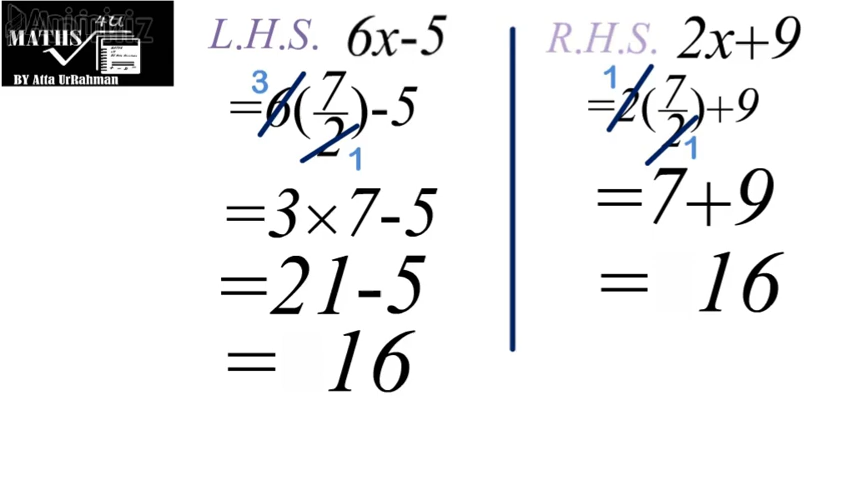 4u
MATHS
BY Atta UrRahman
L.H.S. 6x-5
=6(7/2)-5
3
1
=3×7-5
=21-5
= 16
R.H.S. 2x+9
=2(7/2)+9
1
1
=7+9
= 16